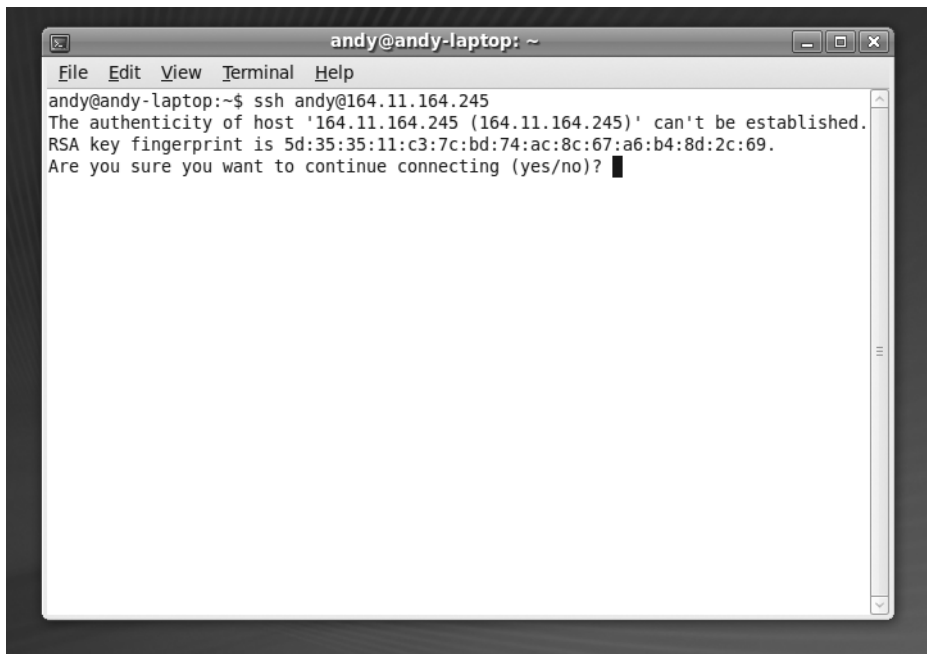 andy@andy-laptop: ~
File Edit View Terminal Help
andy@andy-laptop:~$ ssh andy@164.11.164.245
The authenticity of host '164.11.164.245 (164.11.164.245)' can't be established.
RSA key fingerprint is 5d:35:35:11:c3:7c:bd:74:ac:8c:67:a6:b4:8d:2c:69.
Are you sure you want to continue connecting (yes/no)?